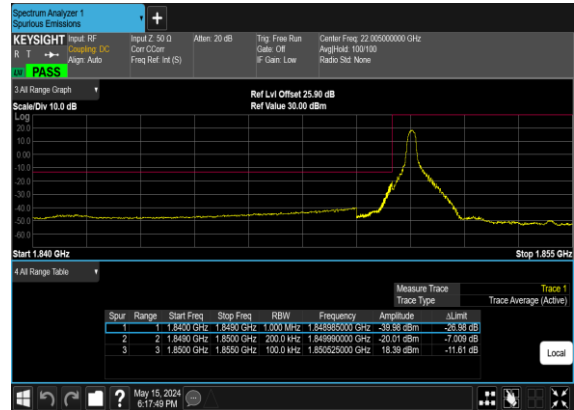 Spectrum Analyzer 1
Spurious Emissions
+
KEYSIGHT Input: RF Input Z: 50 Ω Atten: 20 dB Trig: Free Run Center Freq: 22.005000000 GHz
R T Coupling: DC Corr CCorr Gate: Off Avg|Hold: 100/100
Align: Auto Freq Ref: Int (S) IF Gain: Low Radio Std: None
PASS
3 All Range Graph
Ref Lvl Offset 25.90 dB
Scale/Div 10.0 dB Ref Value 30.00 dBm
Log
20.0
10.0
0.00
-10.0
-20.0
-30.0
-40.0
-50.0
-60.0
Start 1.840 GHz Stop 1.855 GHz
4 All Range Table
Measure Trace Trace 1
Trace Type Trace Average (Active)
Spur Range Start Freq Stop Freq RBW Frequency Amplitude ΔLimit
1 1 1.8400 GHz 1.8490 GHz 1.000 MHz 1.848985000 GHz -39.98 dBm -26.98 dB
2 2 1.8490 GHz 1.8500 GHz 200.0 kHz 1.849990000 GHz -20.01 dBm -7.009 dB
3 3 1.8500 GHz 1.8550 GHz 100.0 kHz 1.850525000 GHz 18.39 dBm -11.61 dB
Local
?
May 15, 2024
6:17:49 PM